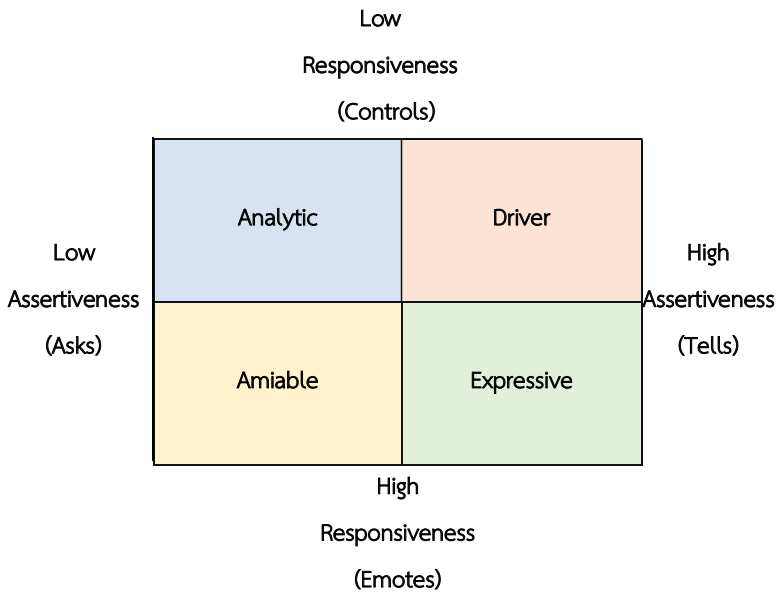 Low
Responsiveness
(Controls)
Analytic
Driver
Low
Assertiveness
(Asks)
High
Assertiveness
(Tells)
Amiable
Expressive
High
Responsiveness
(Emotes)